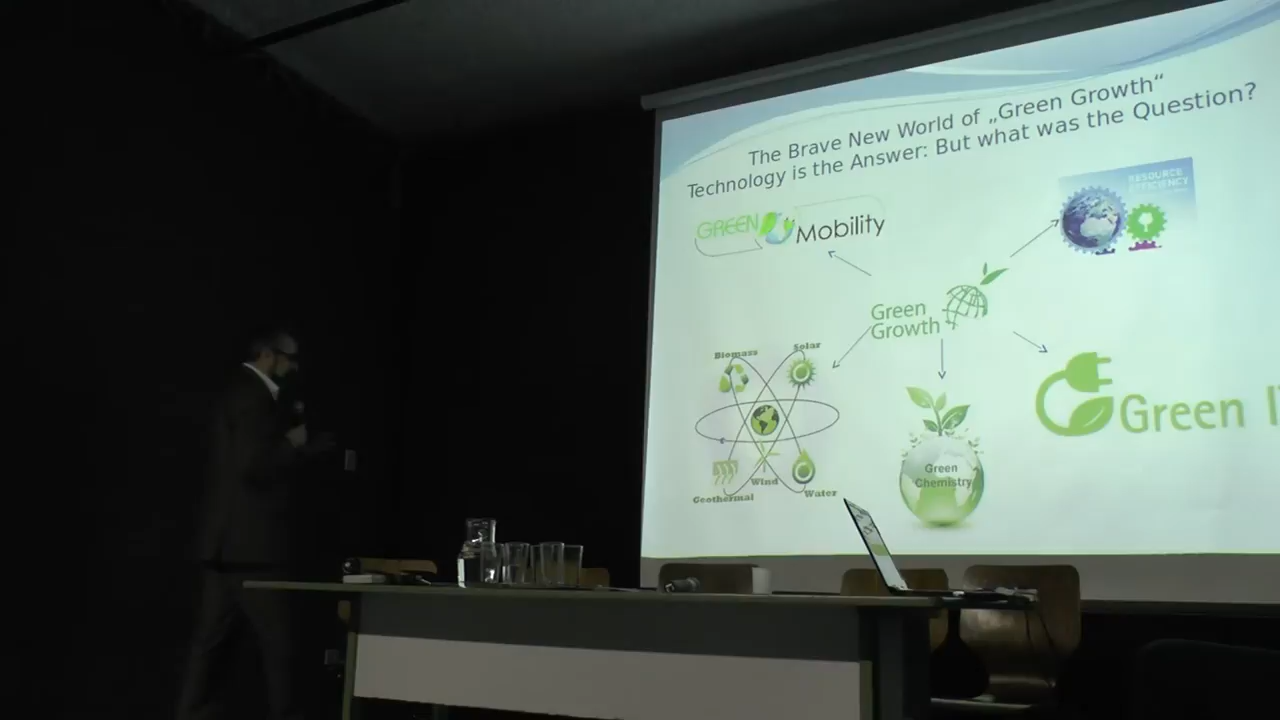 The Brave New World of „Green Growth“
Technology is the Answer: But what was the Question?
GREEN Mobility
RESOURCE
EFFICIENCY
Green
Growth
Biomass
Solar
Geothermal
Wind
Water
Green
Chemistry
Green